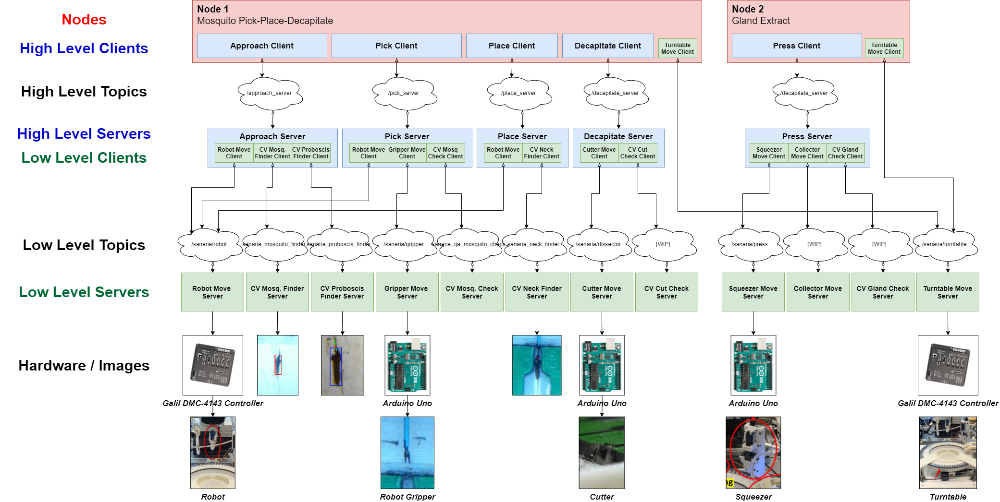 Nodes
Node 1
Mosquito Pick-Place-Decapitate
Node 2
Gland Extract
High Level Clients
Approach Client
Pick Client
Place Client
Decapitate Client
Turntable
Move Client
Press Client
Turntable
Move Client
High Level Topics
/approach_server
/pick_server
/place_server
/decapitate_server
/decapitate_server
High Level Servers
Approach Server
Pick Server
Place Server
Decapitate Server
Press Server
Low Level Clients
Robot Move
Client
CV Mosq.
Finder Client
CV Proboscis
Finder Client
Robot Move
Client
Gripper Move
Client
CV Mosq
Check Client
Robot Move
Client
CV Neck
Finder Client
Cutter Move
Client
CV Cut
Check Client
Squeezer
Move Client
Collector
Move Client
CV Gland
Check Client
Low Level Topics
/sanaria/robot
sanaria_mosquito_finder
sanaria_proboscis_finder
/sanaria/gripper
sanaria_qa_mosquito_check
sanaria_neck_finder
/sanaria/dissector
[WIP]
/sanaria/press
[WIP]
[WIP]
/sanaria/turntable
Low Level Servers
Robot Move
Server
CV Mosq. Finder
Server
CV Proboscis
Finder Server
Gripper Move
Server
CV Mosq. Check
Server
CV Neck Finder
Server
Cutter Move
Server
CV Cut Check
Server
Squeezer Move
Server
Collector Move
Server
CV Gland Check
Server
Turntable Move
Server
Hardware / Images
Galil DMC-4143 Controller
Arduino Uno
Arduino Uno
Arduino Uno
Galil DMC-4143 Controller
ng
Robot
Robot Gripper
Cutter
Squeezer
Turntable